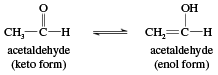 O OH
CH₃—C—H ⇌ CH₂=C—H
acetaldehyde acetaldehyde
(keto form) (enol form)